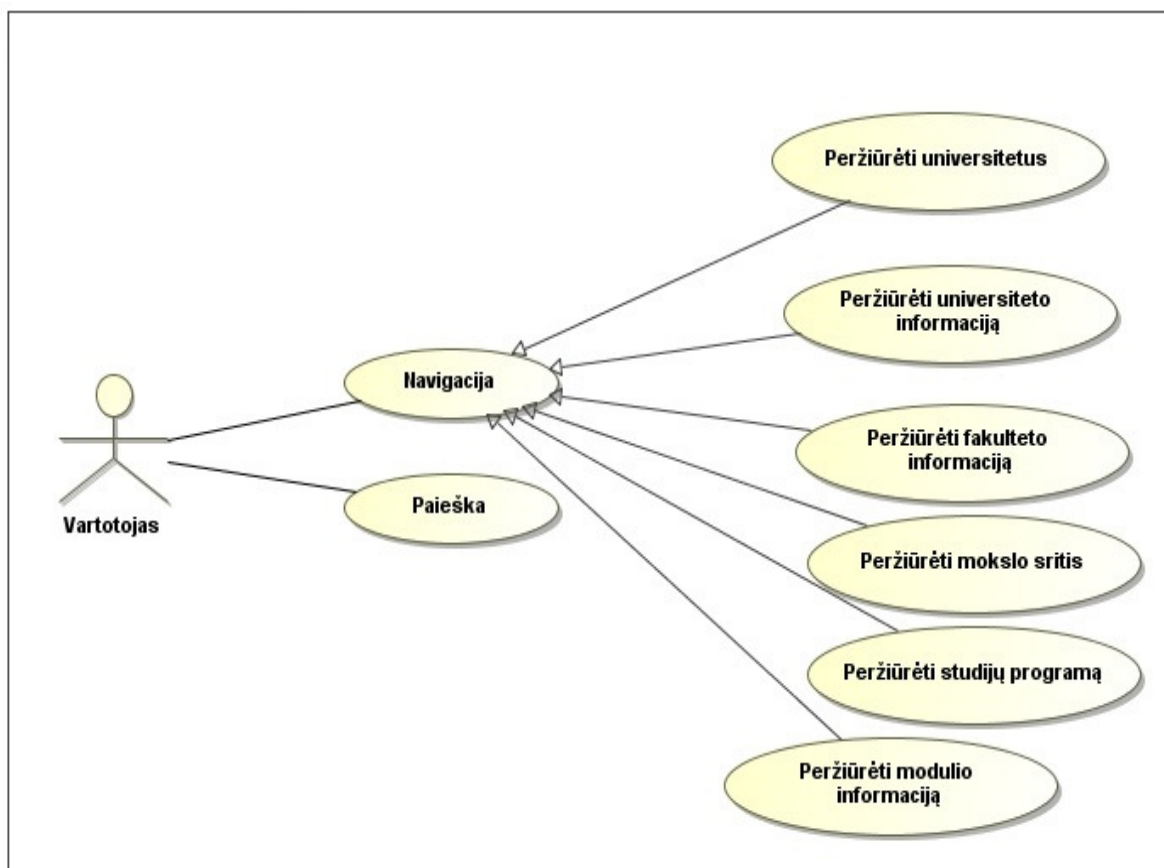 Peržiūrėti universitetus
Peržiūrėti universiteto
informaciją
Navigacija
Peržiūrėti fakulteto
informaciją
Paieška
Vartotojas
Peržiūrėti mokslo sritis
Peržiūrėti studijų programą
Peržiūrėti modulio
informaciją